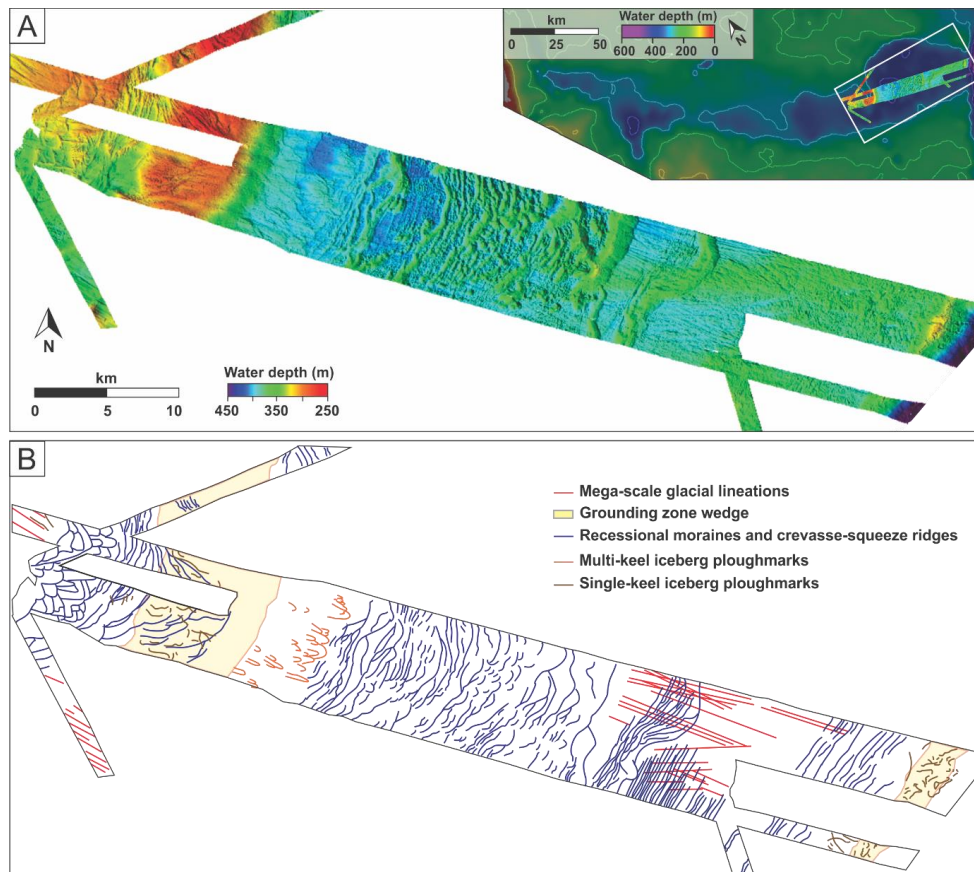 A
km
0 25 50
Water depth (m)
600 400 200 0
N
N
km
0 5 10
Water depth (m)
450 350 250
B
Mega-scale glacial lineations
Grounding zone wedge
Recessional moraines and crevasse-squeeze ridges
Multi-keel iceberg ploughmarks
Single-keel iceberg ploughmarks